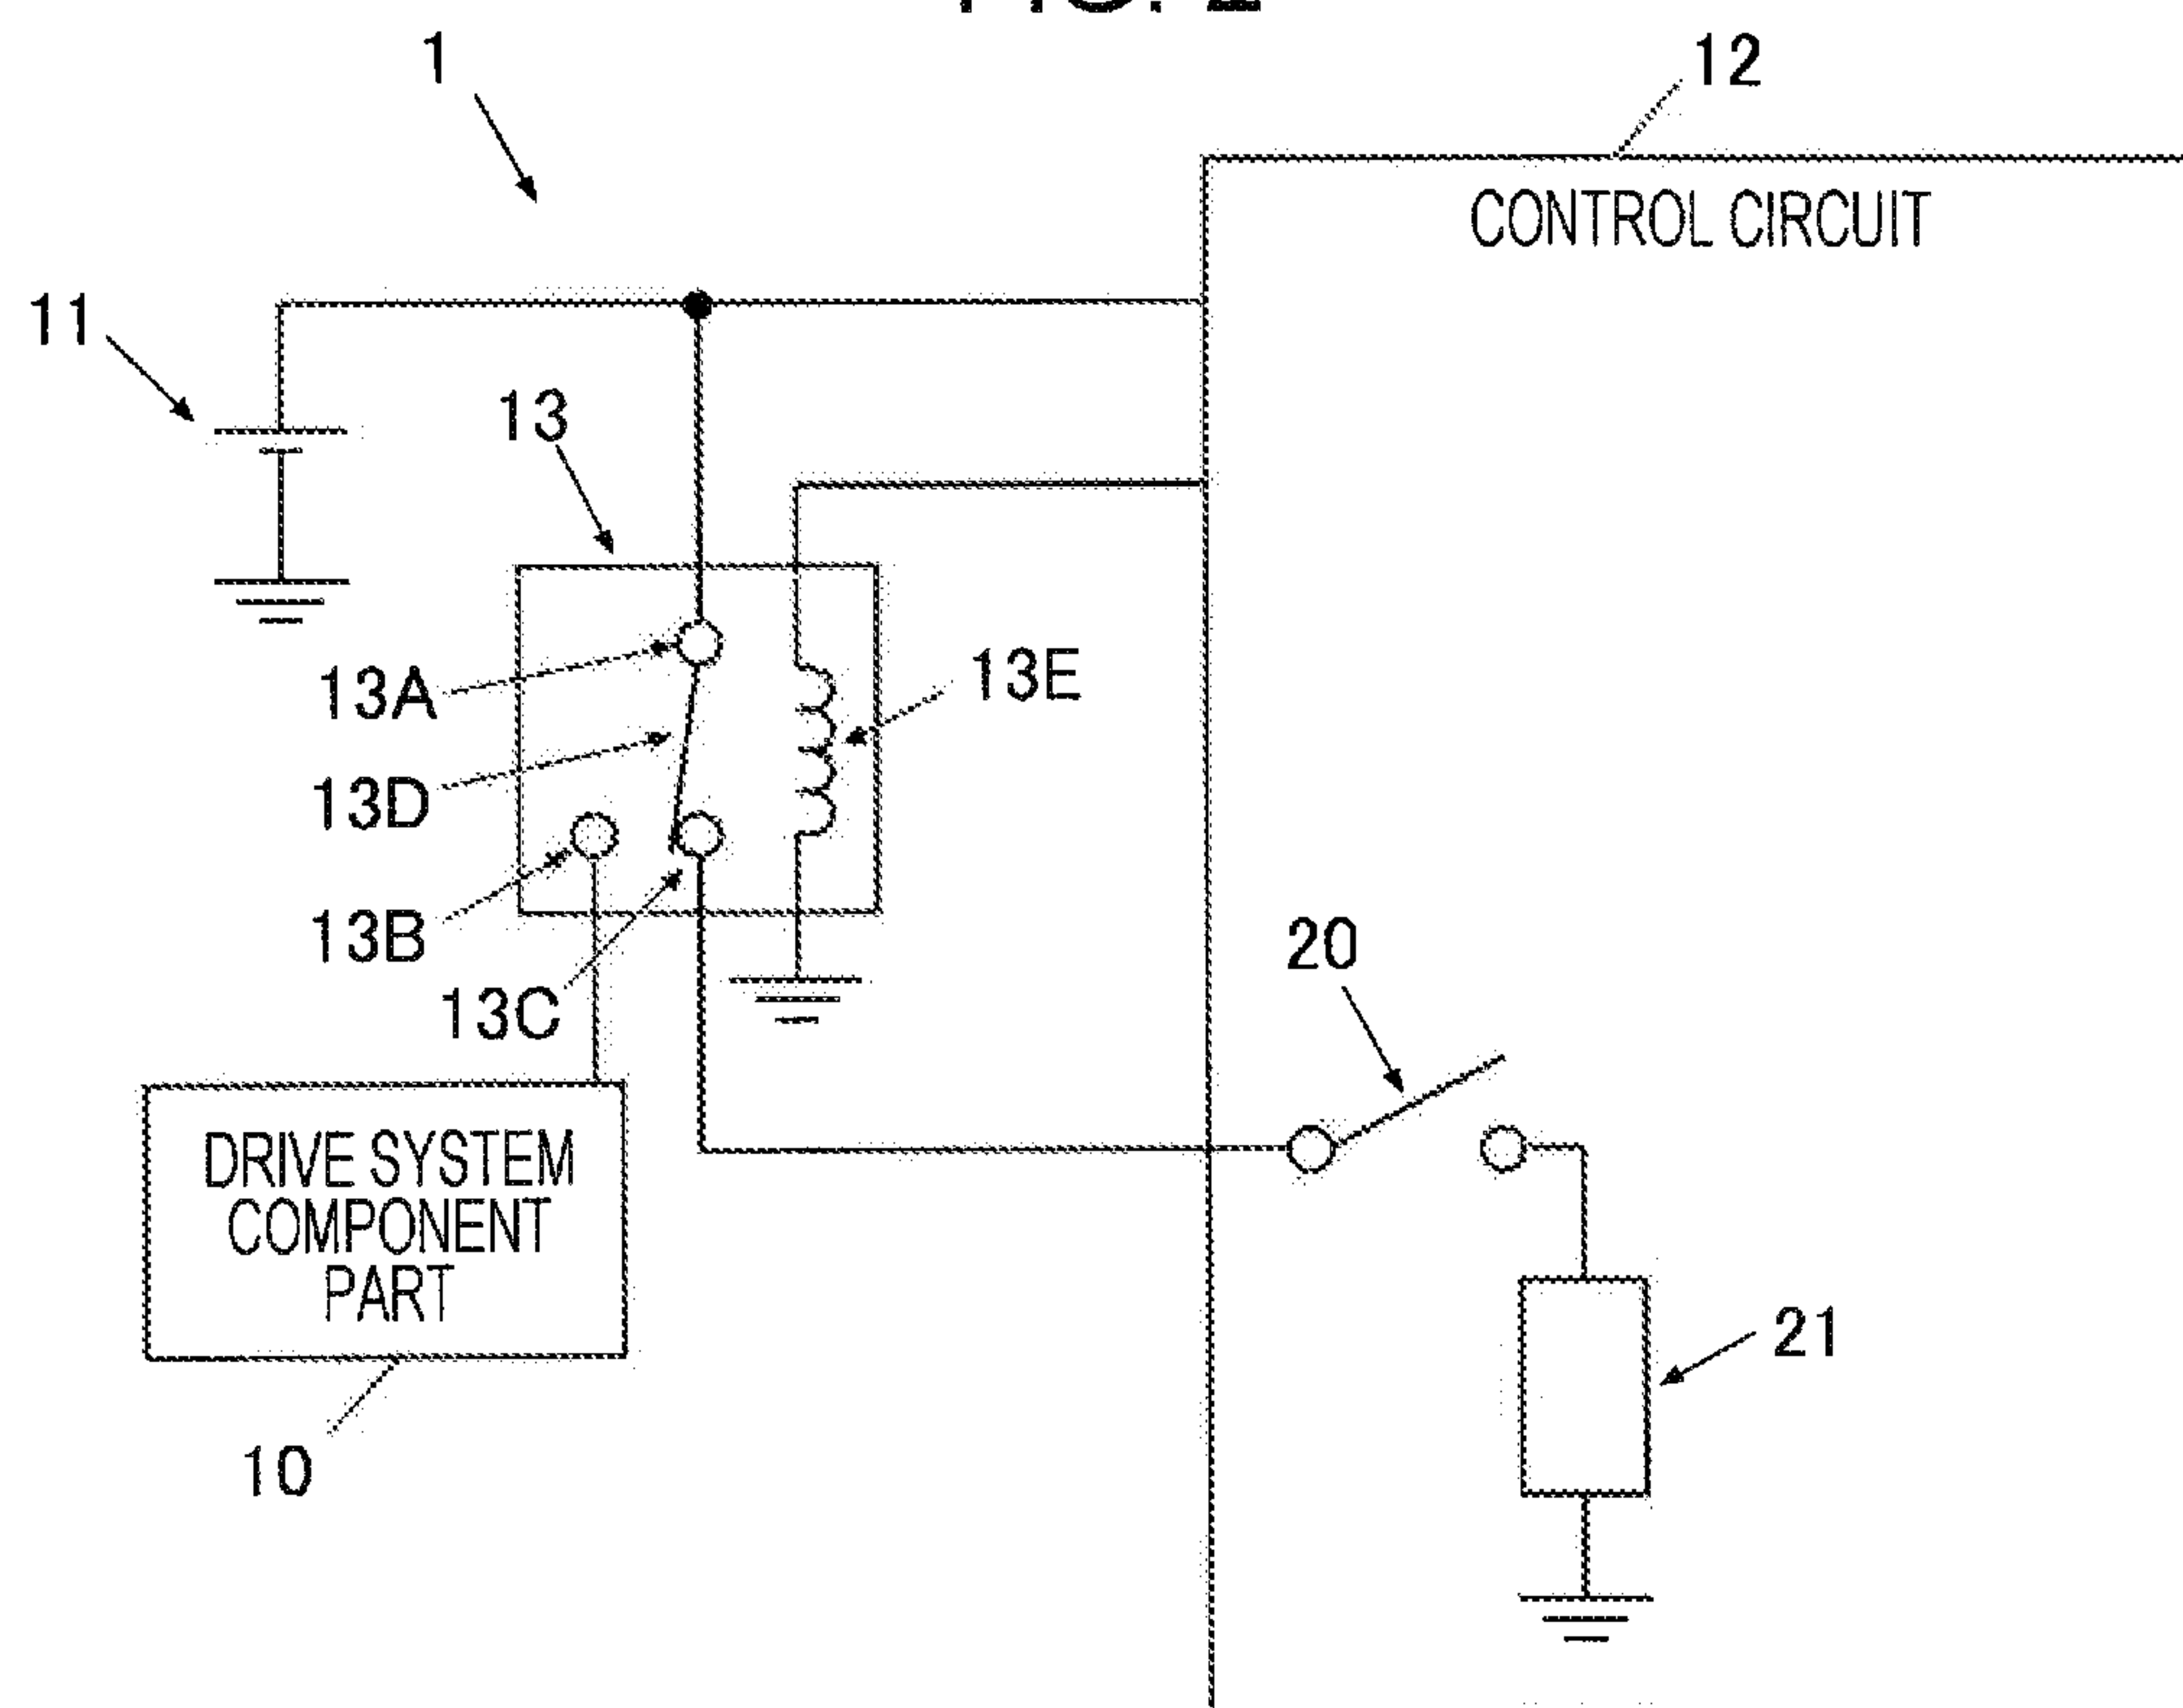 1
12
CONTROL CIRCUIT
11
13
13A
13E
13D
13B
13C
20
DRIVE SYSTEM
COMPONENT
PART
21
10